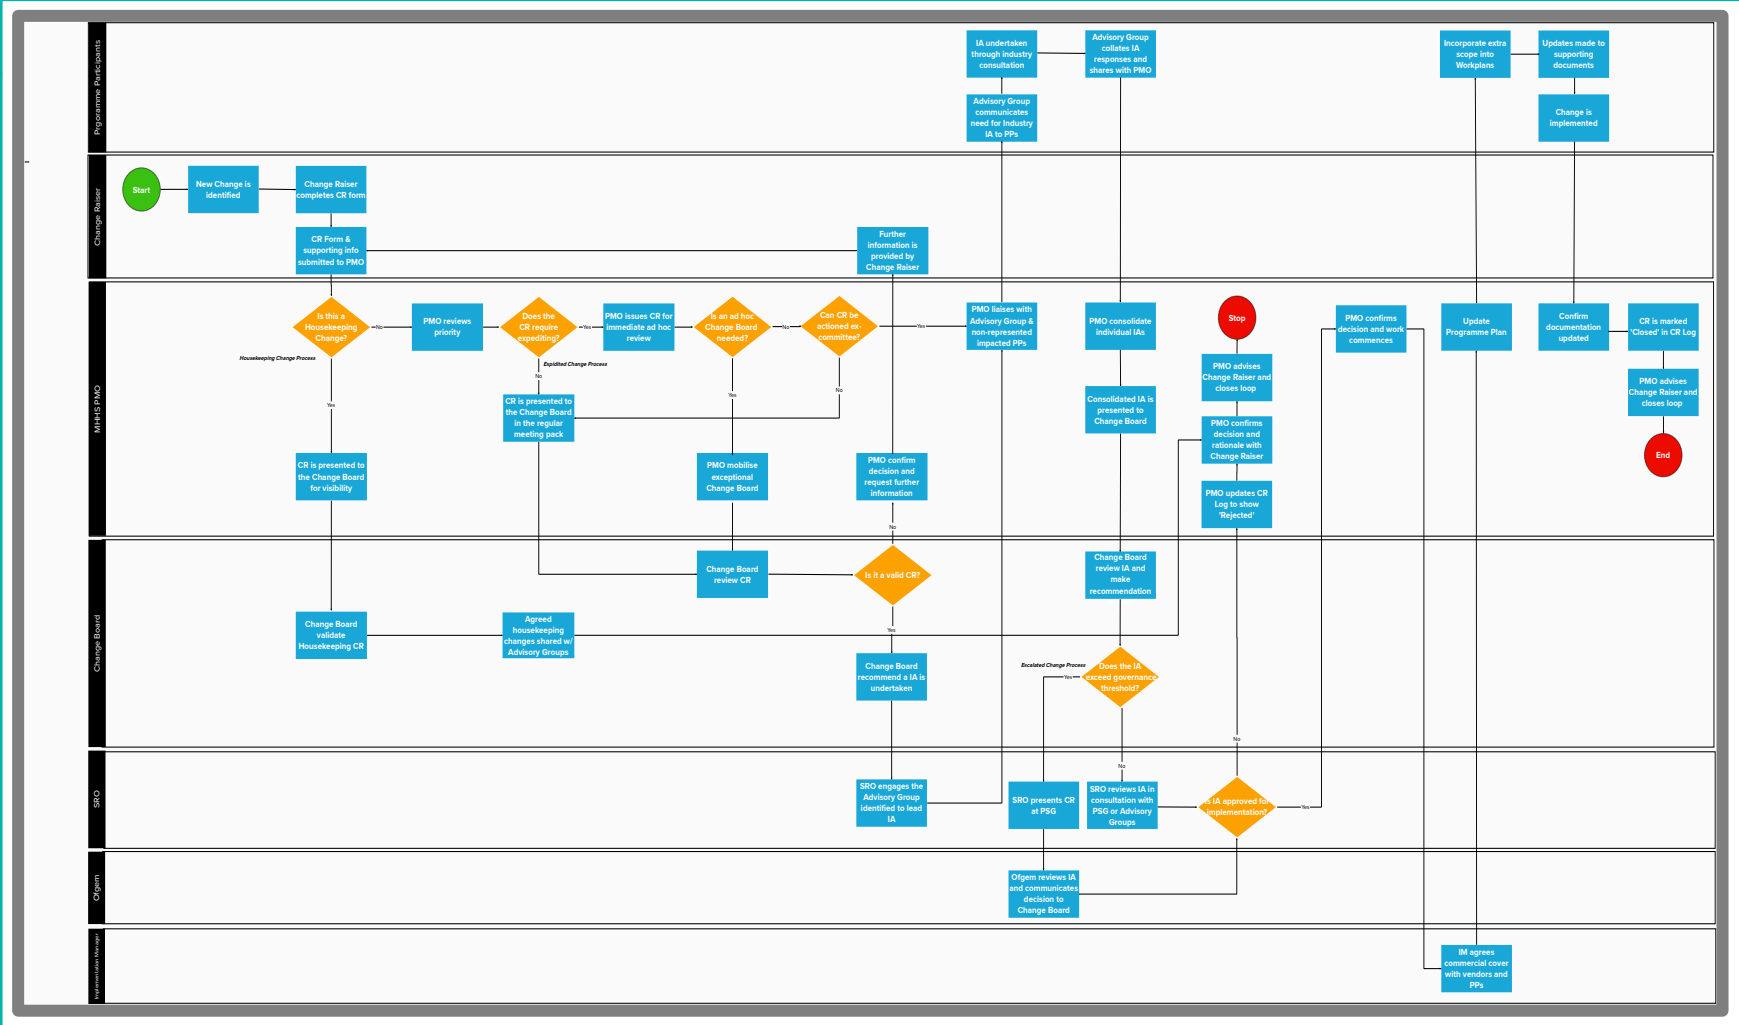 Prgoramme Participants
IA undertaken
through industry
consultation
Advisory Group
collates IA
responses and
shares with PMO
Incorporate extra
scope into
Workplans
Updates made to
supporting
documents
Advisory Group
communicates
need for Industry
IA to PPs
Change is
implemented
Change Raiser
Start
New Change is
identified
Change Raiser
completes CR form
CR Form &
supporting info
submitted to PMO
Further
information is
provided by
Change Raiser
MHHS PMO
Is this a
Housekeeping
Change?
No
PMO reviews
priority
Does the
CR require
expediting?
Yes
PMO issues CR for
immediate ad hoc
review
Is an ad hoc
Change Board
needed?
No
Can CR be
actioned ex-
committee?
Yes
PMO liaises with
Advisory Group &
non-represented
impacted PPs
PMO consolidate
individual IAs
Stop
PMO confirms
decision and work
commences
Update
Programme Plan
Confirm
documentation
updated
CR is marked
'Closed' in CR Log
Housekeeping Change Process
Expidited Change Process
No
Yes
Yes
No
PMO advises
Change Raiser and
closes loop
PMO advises
Change Raiser and
closes loop
CR is presented to
the Change Board
in the regular
meeting pack
Consolidated IA is
presented to
Change Board
PMO confirms
decision and
rationale with
Change Raiser
End
CR is presented to
the Change Board
for visibility
PMO mobilise
exceptional
Change Board
PMO confirm
decision and
request further
information
PMO updates CR
Log to show
'Rejected'
No
Change Board
Change Board
review CR
Is it a valid CR?
Change Board
review IA and
make
recommendation
Yes
Change Board
validate
Housekeeping CR
Agreed
housekeeping
changes shared w/
Advisory Groups
Change Board
recommend a IA is
undertaken
Escalated Change Process
Yes
Does the IA
exceed governance
threshold?
No
No
SRO
SRO engages the
Advisory Group
identified to lead
IA
SRO presents CR
at PSG
SRO reviews IA in
consultation with
PSG or Advisory
Groups
Is IA approved for
implementation?
Yes
Ofgem
Ofgem reviews IA
and communicates
decision to
Change Board
Implementation Manager
IM agrees
commercial cover
with vendors and
PPs